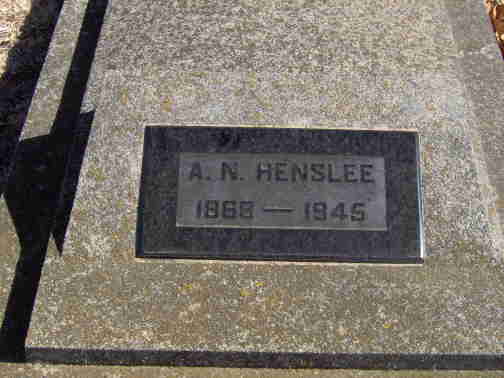 A. N. HENSLEE
1868 — 1945